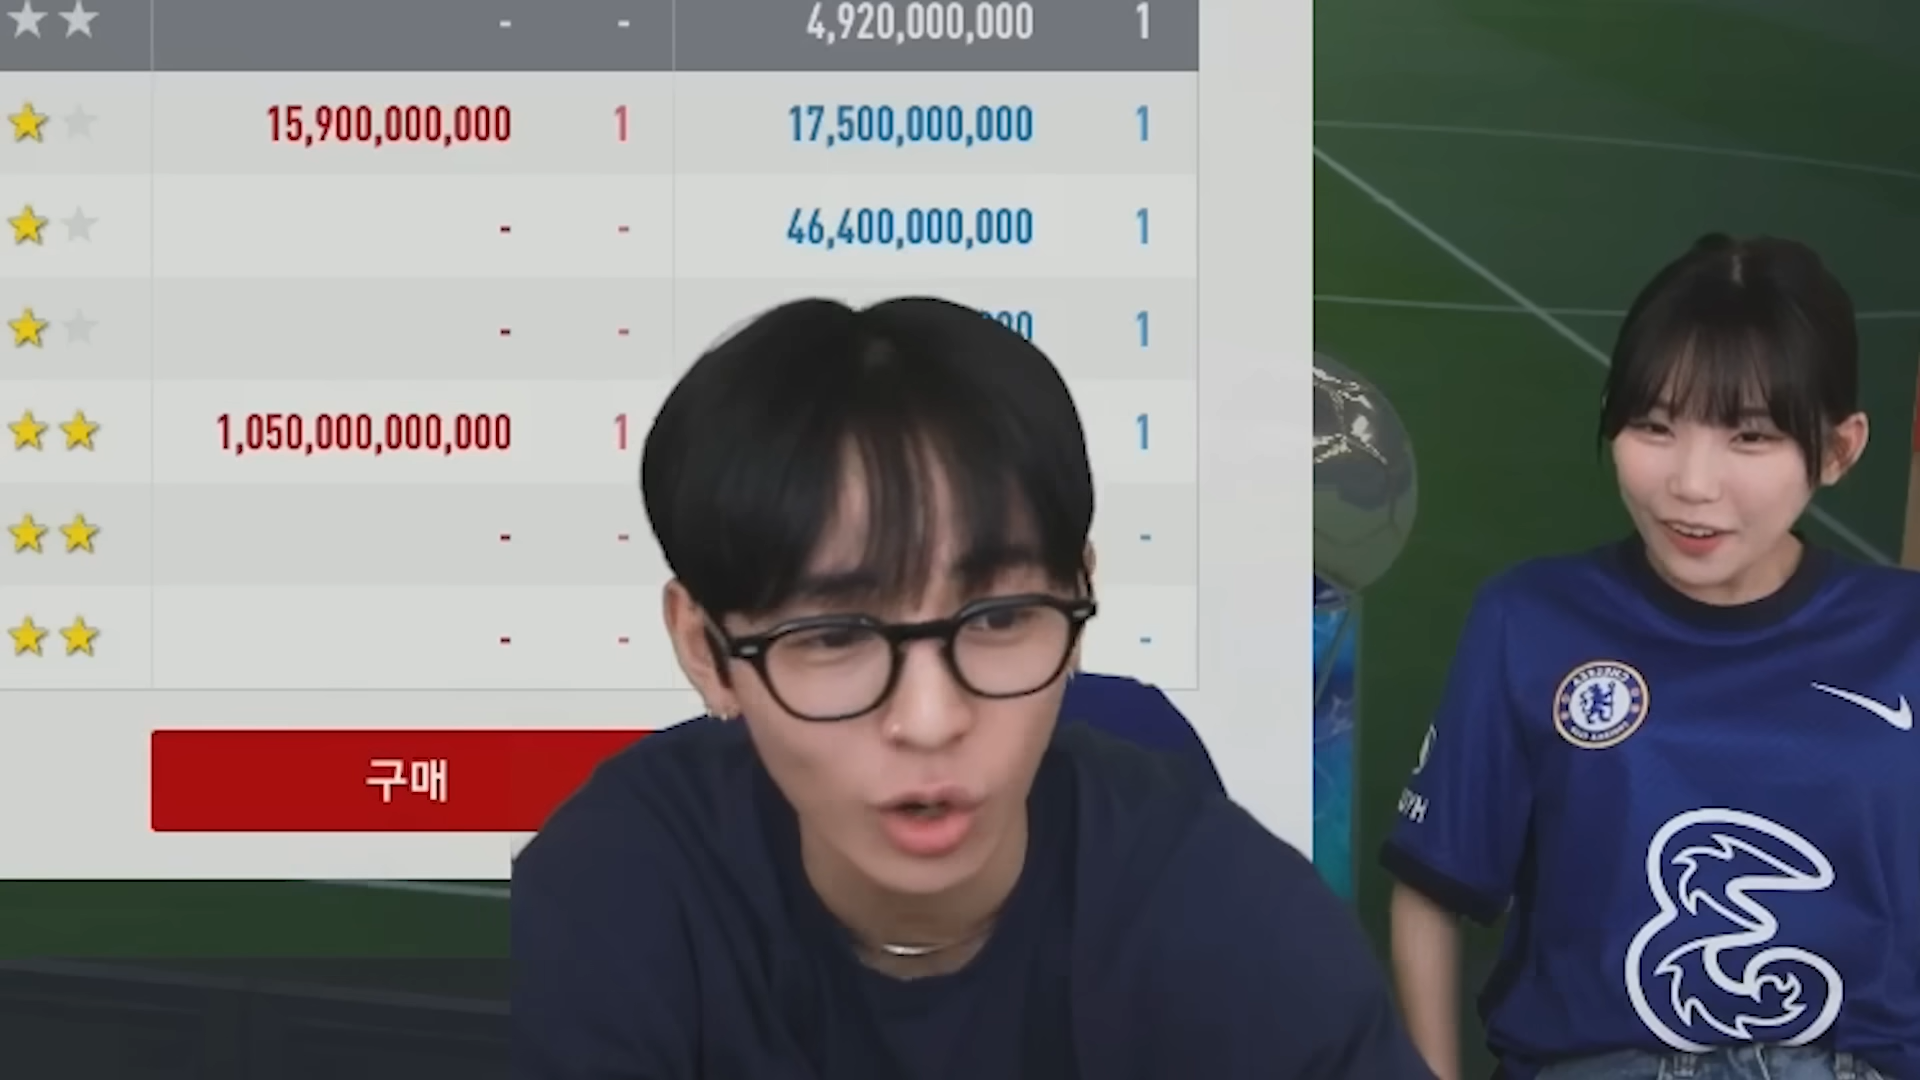 - - 4,920,000,000 1
15,900,000,000 1 17,500,000,000 1
- - 46,400,000,000 1
- - 1
1,050,000,000,000 1 1
- - -
- - -
구매